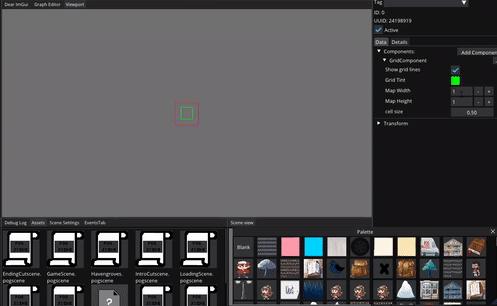 Dear ImGui Graph Editor Viewport
Tag
ID: 0
UUID: 24198919
Active
Data Details
Components: Add Componen
GridComponent
Show grid lines
Grid Tint
Map Width 1 - +
Map Height 1 - +
cell size 0.50
Transform
Debug Log Assets Scene Settings EventsTab
Scene view
Palette
Blank
EndingCutscene.
pogscene
GameScene.
pogscene
Havengroves.
pogscene
IntroCutscene.
pogscene
LoadingScene.
pogscene
?